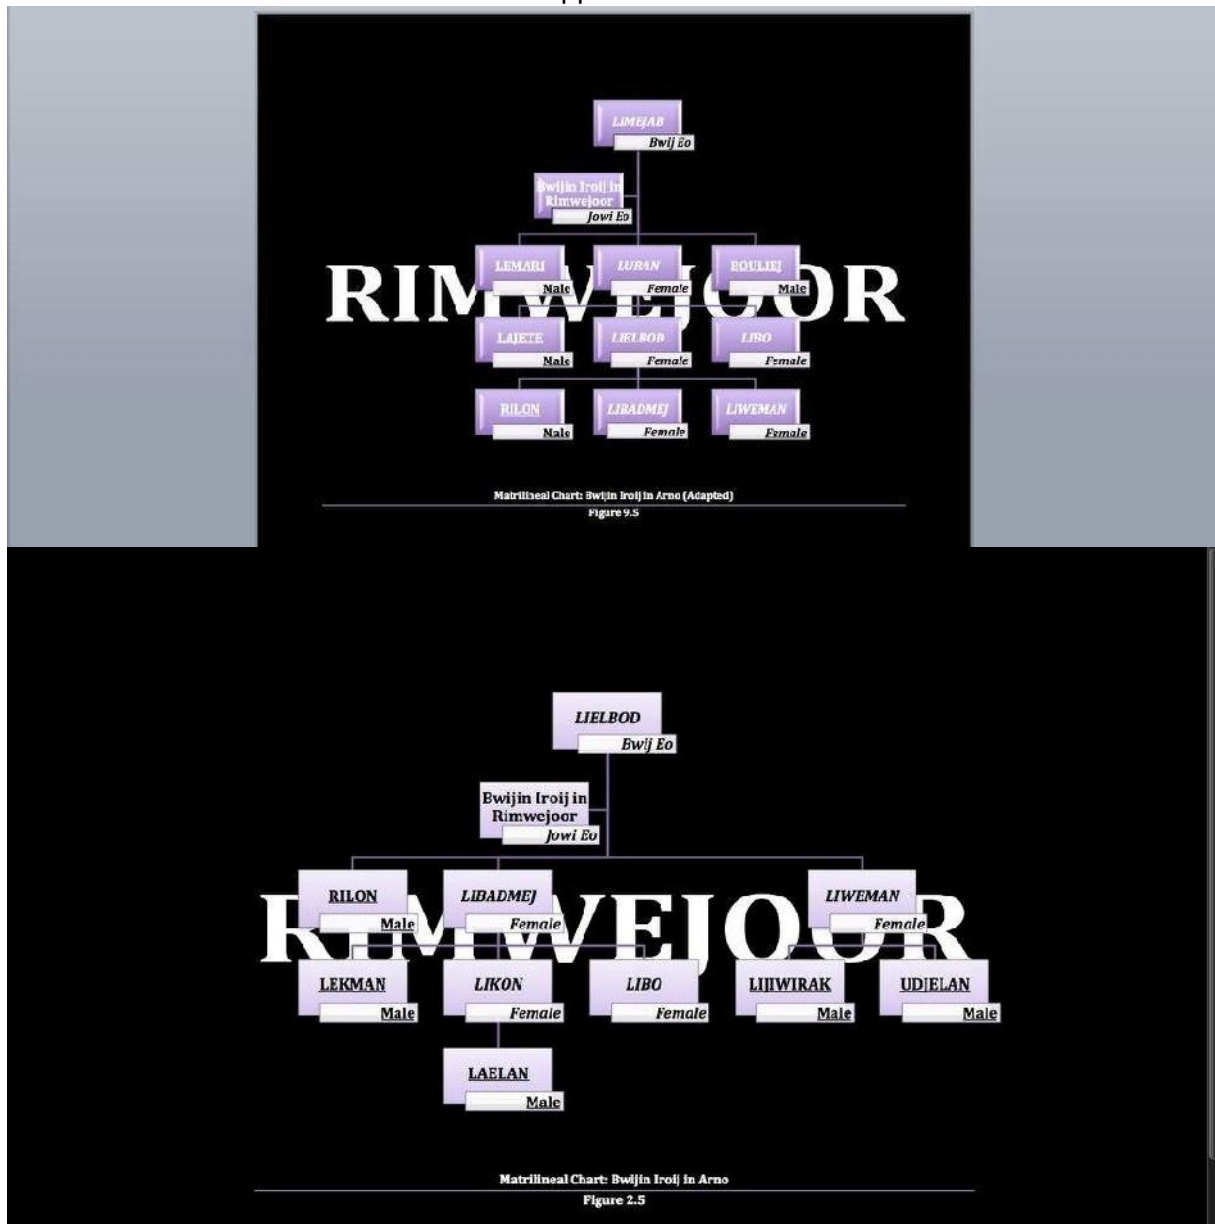 LIMEJAB
Bwij Eo
Bwijin Iroij in
Rimwejoor
Jowi Eo
RIMWEJOOR
LEMARI
Male
LURAN
Female
BOULIEJ
Male
LAJETE
Male
LIELBOD
Female
LIBO
Female
RILON
Male
LIBADMEJ
Female
LIWEMAN
Female
Matrilineal Chart: Bwijin Iroij in Arno (Adapted)
Figure 9.5
LIELBOD
Bwij Eo
Bwijin Iroij in
Rimwejoor
Jowi Eo
RIMWEJOOR
RILON
Male
LIBADMEJ
Female
LIWEMAN
Female
LEKMAN
Male
LIKON
Female
LIBO
Female
LIJIWIRAK
Male
UDJELAN
Male
LAELAN
Male
Matrilineal Chart: Bwijin Iroij in Arno
Figure 2.5